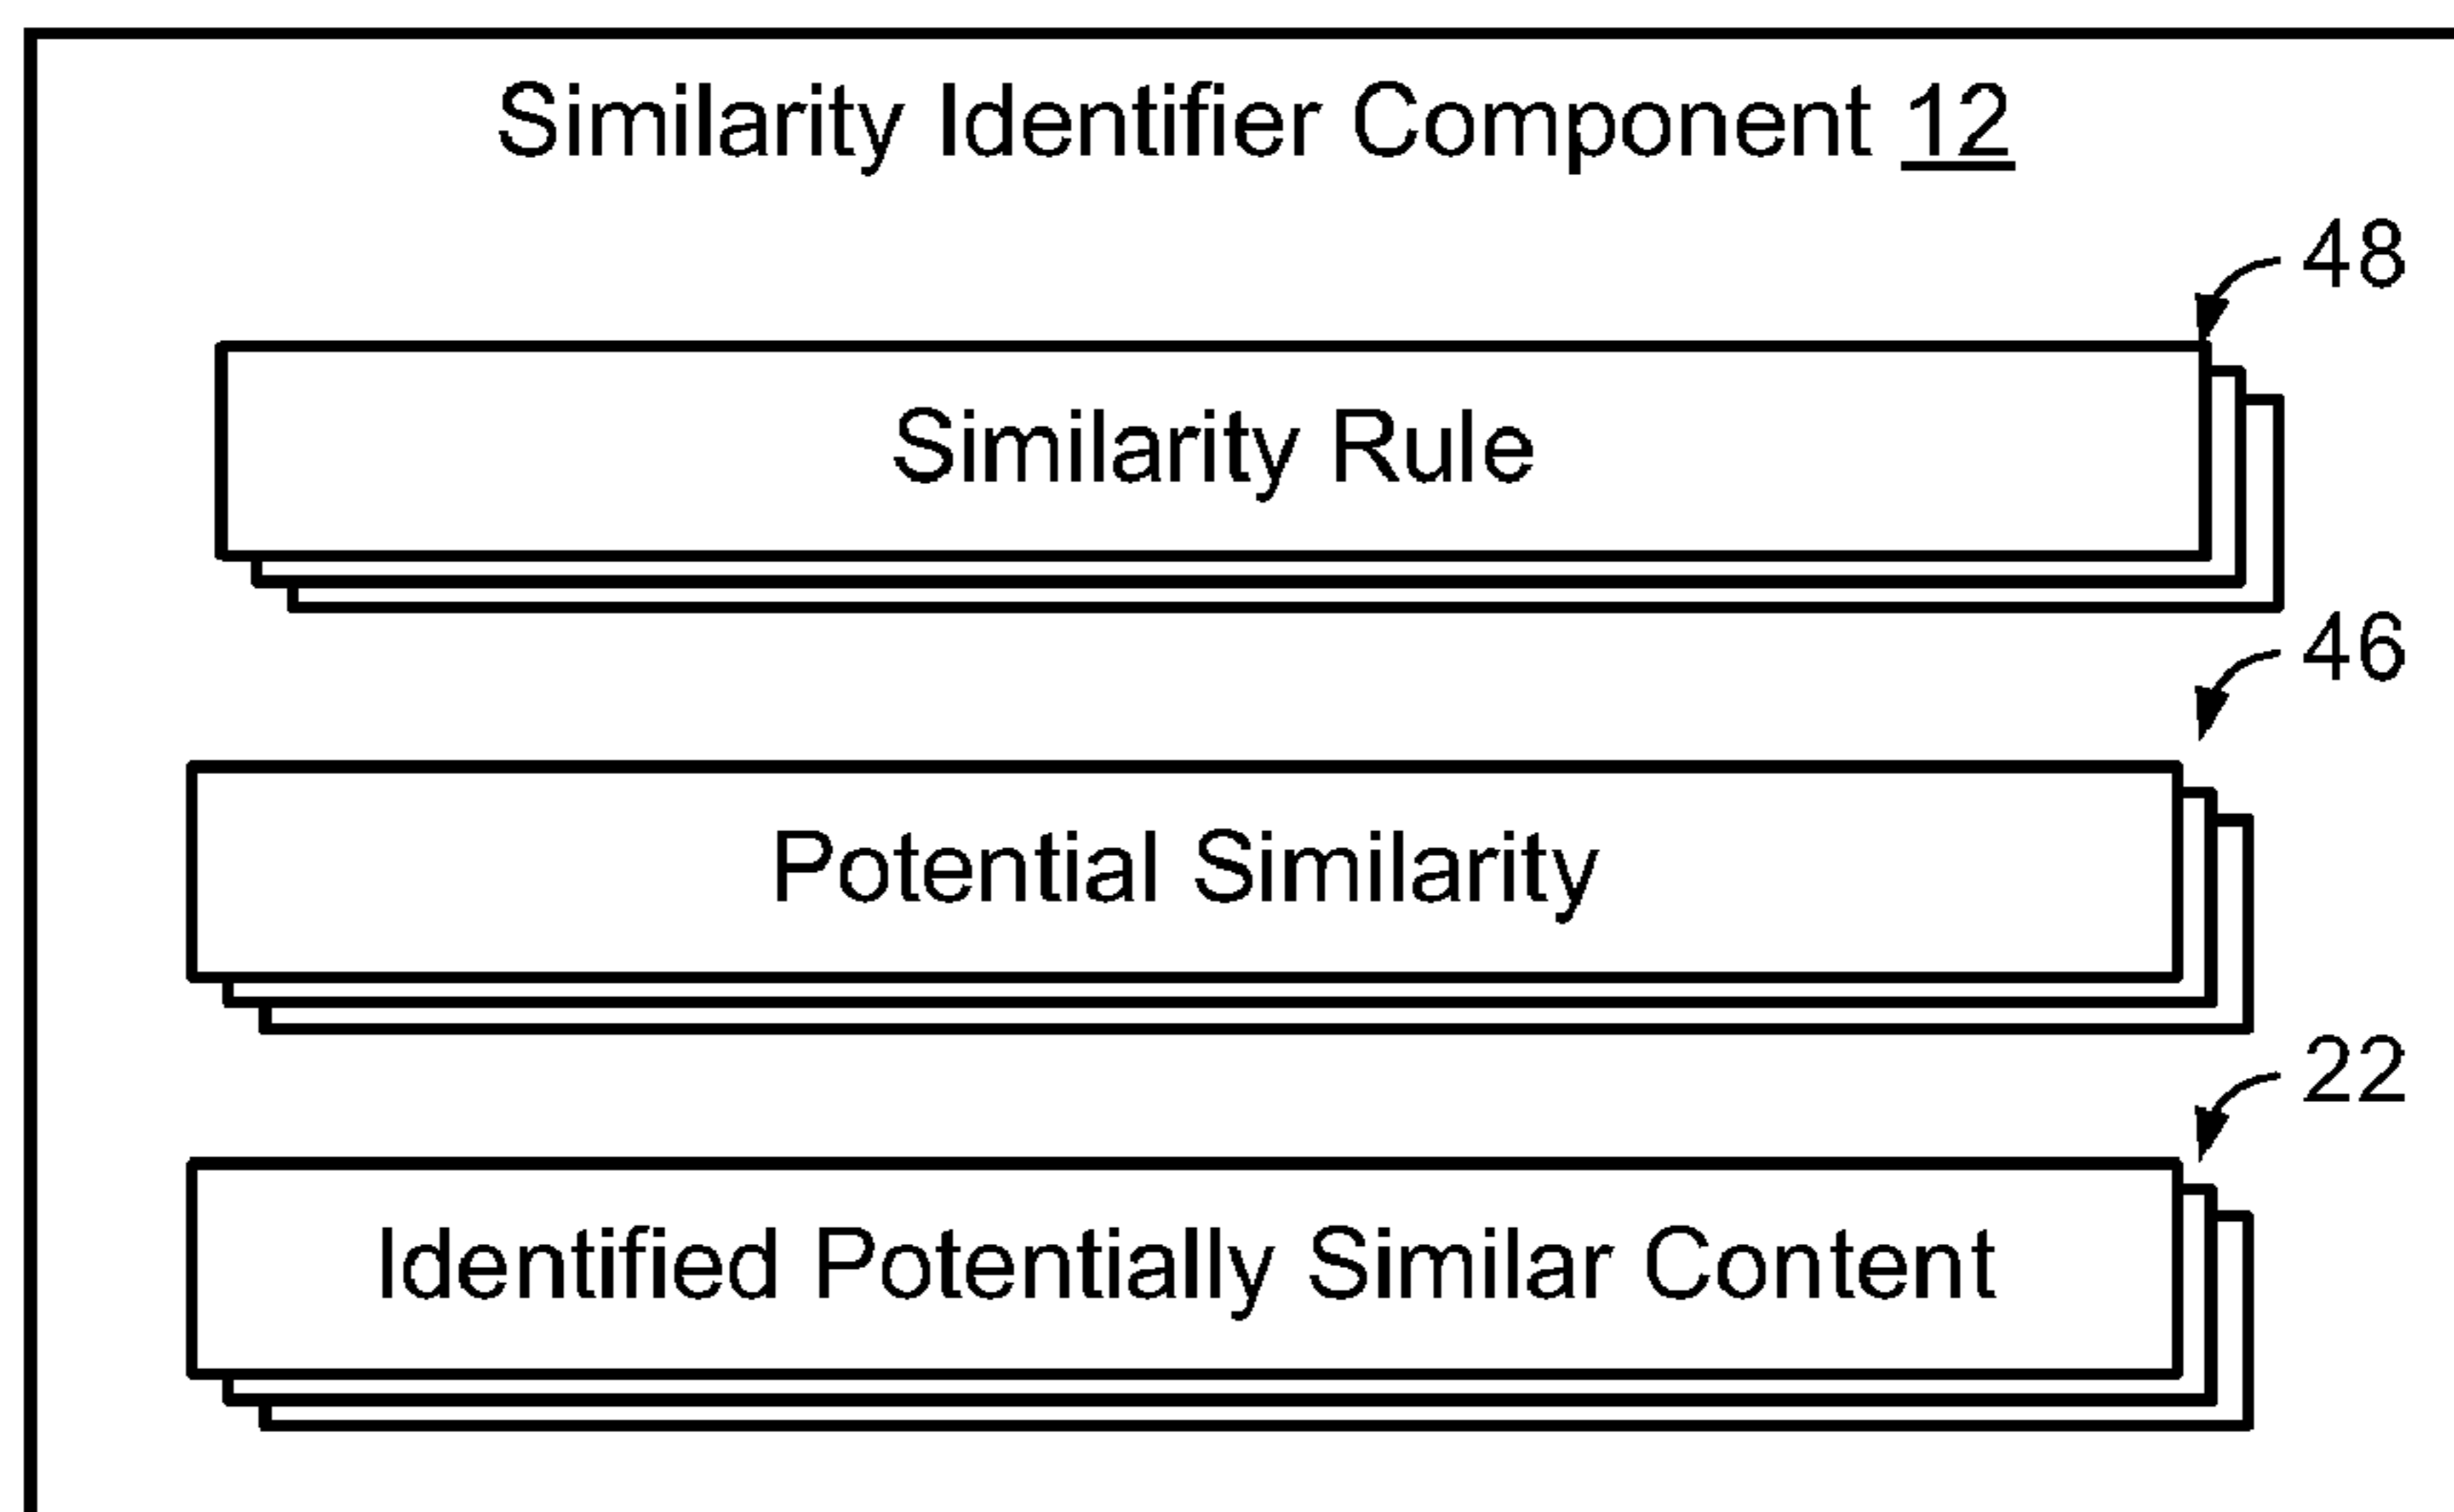 Similarity Identifier Component 12
48
Similarity Rule
46
Potential Similarity
22
Identified Potentially Similar Content